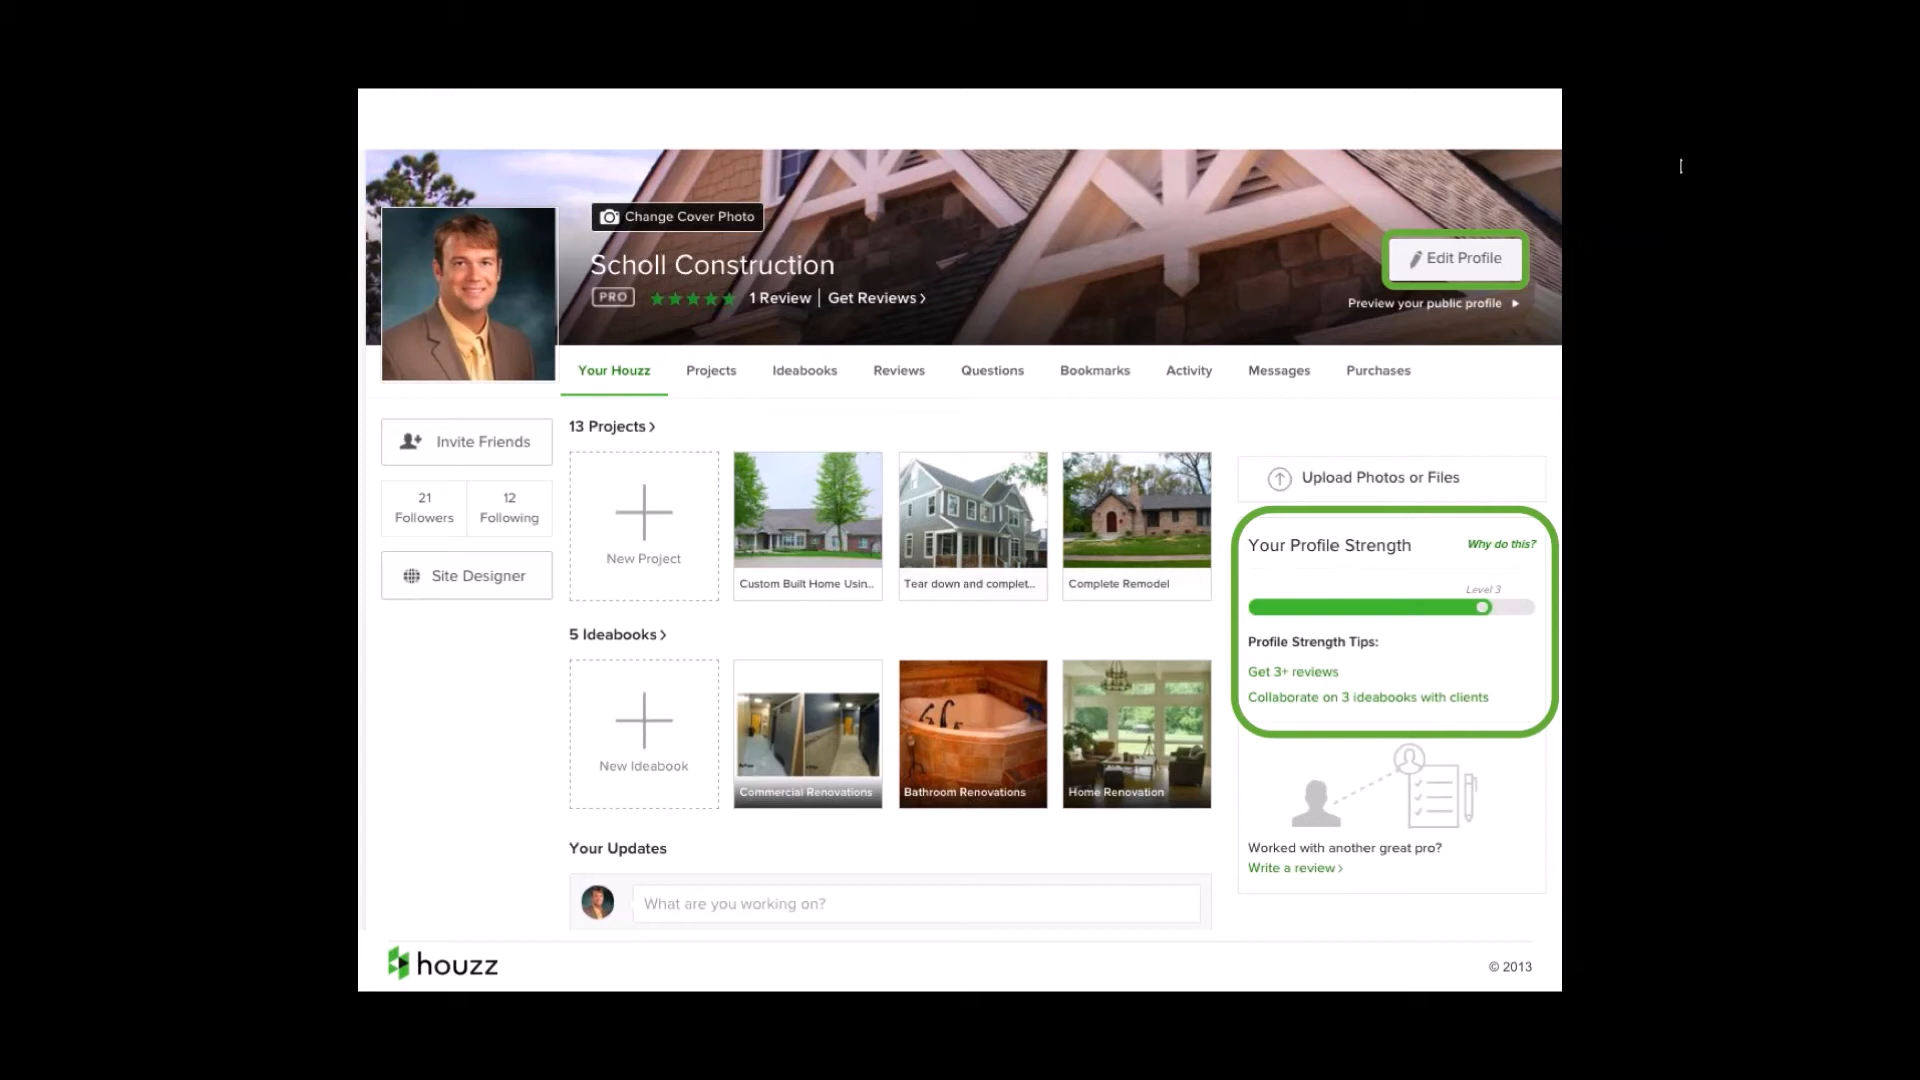 Change Cover Photo
Scholl Construction
PRO
1 Review
Get Reviews
Edit Profile
Preview your public profile
Your Houzz
Projects
Ideabooks
Reviews
Questions
Bookmarks
Activity
Messages
Purchases
Invite Friends
21
Followers
12
Following
Site Designer
13 Projects
New Project
Custom Built Home Usin...
Tear down and complet...
Complete Remodel
5 Ideabooks
New Ideabook
Commercial Renovations
Bathroom Renovations
Home Renovation
Your Updates
What are you working on?
Upload Photos or Files
Your Profile Strength
Why do this?
Level 3
Profile Strength Tips:
Get 3+ reviews
Collaborate on 3 ideabooks with clients
Worked with another great pro?
Write a review
houzz
© 2013